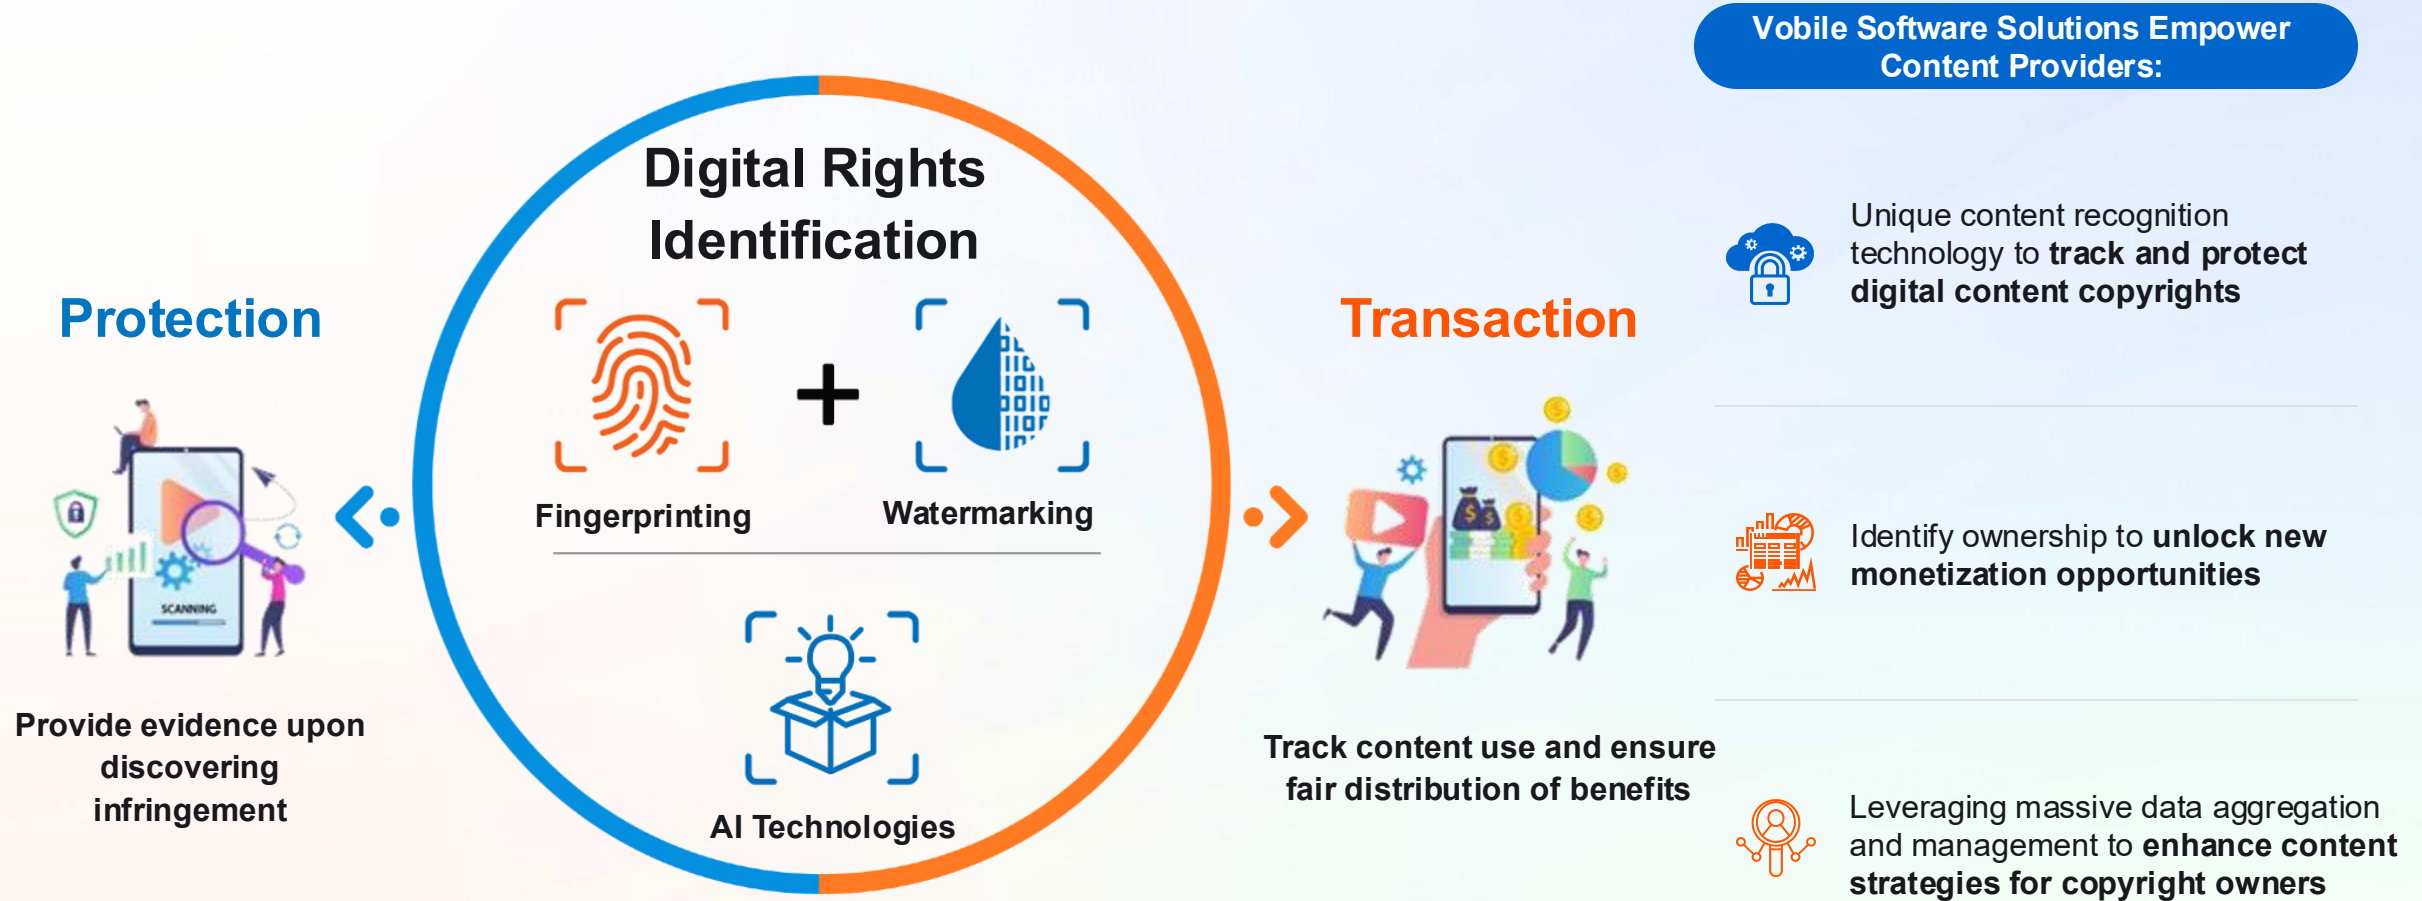 Vobile Software Solutions Empower
Content Providers:
Digital Rights
Identification
Protection
Fingerprinting
Watermarking
AI Technologies
SCANNING
Provide evidence upon
discovering
infringement
Transaction
Track content use and ensure
fair distribution of benefits
Unique content recognition
technology to track and protect
digital content copyrights
Identify ownership to unlock new
monetization opportunities
Leveraging massive data aggregation
and management to enhance content
strategies for copyright owners